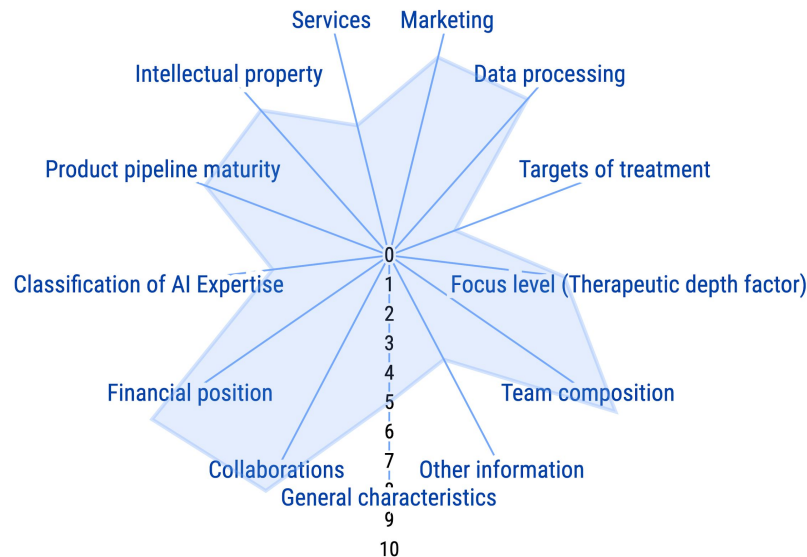 Services
Marketing
Intellectual property
Data processing
Product pipeline maturity
Targets of treatment
0
Classification of AI Expertise
1
Focus level (Therapeutic depth factor)
2
3
4
Financial position
5
Team composition
6
7
Collaborations
Other information
8
General characteristics
9
10